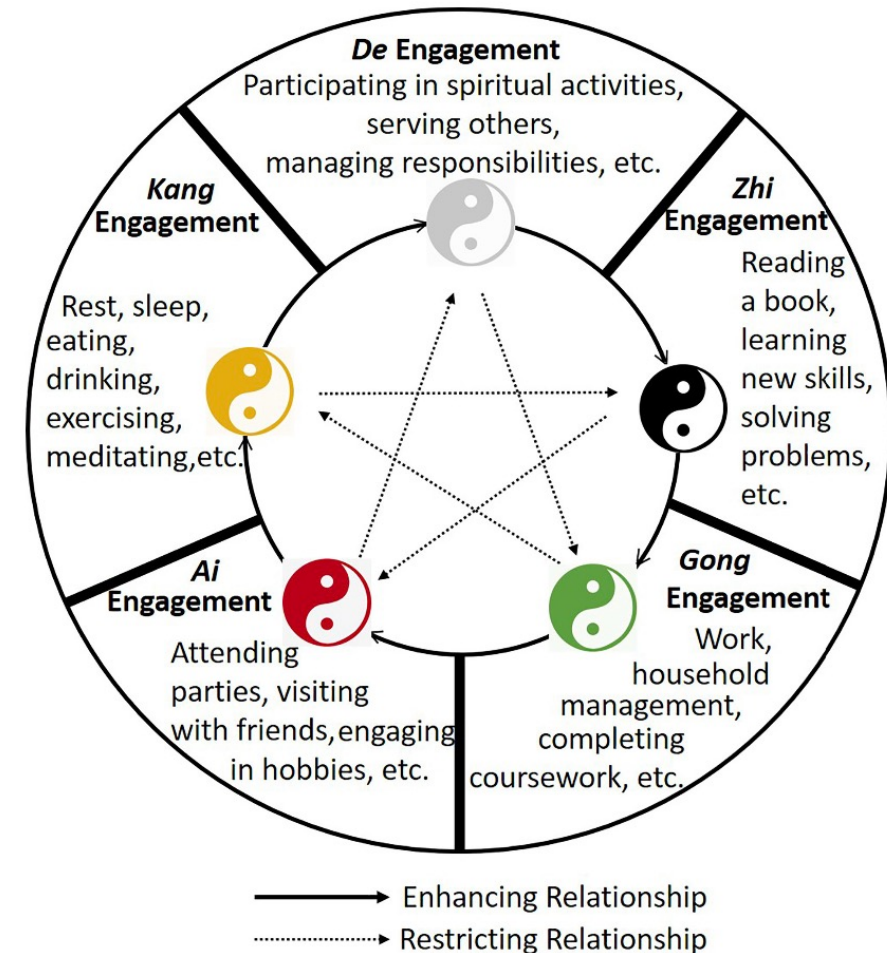 De Engagement
Participating in spiritual activities,
serving others,
managing responsibilities, etc.
Zhi
Engagement
Reading
a book,
learning
new skills,
solving
problems,
etc.
Gong
Engagement
Work,
household
management,
completing
coursework, etc.
Ai
Engagement
Attending
parties, visiting
with friends, engaging
in hobbies, etc.
Kang
Engagement
Rest, sleep,
eating,
drinking,
exercising,
meditating,etc.
Enhancing Relationship
Restricting Relationship